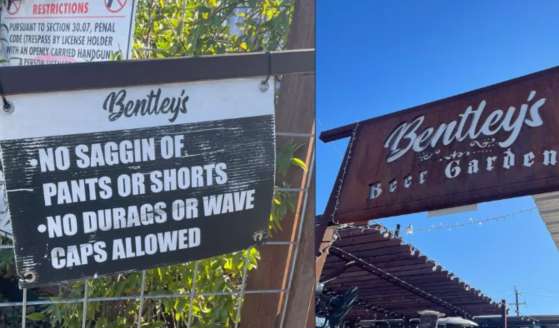 PURSUANT TO SECTION 30.07, PENAL
CODE (TRESPASS BY LICENSE HOLDER
WITH AN OPENLY CARRIED HANDGUN
Bentley's
•NO SAGGIN OF
PANTS OR SHORTS
•NO DURAGS OR WAVE
CAPS ALLOWED
Bentley's
Beer Garden